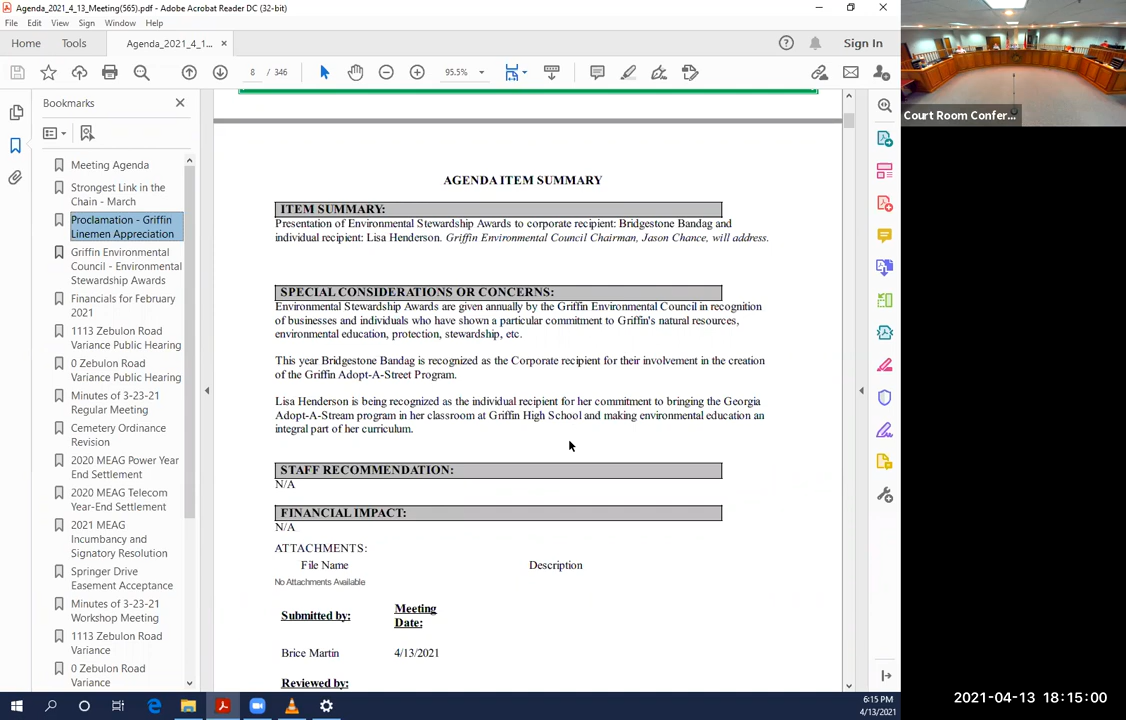 Agenda_2021_4_13_Meeting(565).pdf - Adobe Acrobat Reader DC (32-bit)
File Edit View Sign Window Help
Home Tools Agenda_2021_4_1... × Sign In
8 / 346 95.5%
Bookmarks
Meeting Agenda
Strongest Link in the
Chain - March
Proclamation - Griffin
Linemen Appreciation
Griffin Environmental
Council - Environmental
Stewardship Awards
Financials for February
2021
1113 Zebulon Road
Variance Public Hearing
0 Zebulon Road
Variance Public Hearing
Minutes of 3-23-21
Regular Meeting
Cemetery Ordinance
Revision
2020 MEAG Power Year
End Settlement
2020 MEAG Telecom
Year-End Settlement
2021 MEAG
Incumbancy and
Signatory Resolution
Springer Drive
Easement Acceptance
Minutes of 3-23-21
Workshop Meeting
1113 Zebulon Road
Variance
0 Zebulon Road
Variance
AGENDA ITEM SUMMARY
ITEM SUMMARY:
Presentation of Environmental Stewardship Awards to corporate recipient: Bridgestone Bandag and
individual recipient: Lisa Henderson. Griffin Environmental Council Chairman, Jason Chance, will address.
SPECIAL CONSIDERATIONS OR CONCERNS:
Environmental Stewardship Awards are given annually by the Griffin Environmental Council in recognition
of businesses and individuals who have shown a particular commitment to Griffin's natural resources,
environmental education, protection, stewardship, etc.
This year Bridgestone Bandag is recognized as the Corporate recipient for their involvement in the creation
of the Griffin Adopt-A-Street Program.
Lisa Henderson is being recognized as the individual recipient for her commitment to bringing the Georgia
Adopt-A-Stream program in her classroom at Griffin High School and making environmental education an
integral part of her curriculum.
STAFF RECOMMENDATION:
N/A
FINANCIAL IMPACT:
N/A
ATTACHMENTS:
File Name Description
No Attachments Available
Submitted by: Meeting
Date:
Brice Martin 4/13/2021
Reviewed by:
Court Room Confer...
6:15 PM
4/13/2021
2021-04-13 18:15:00